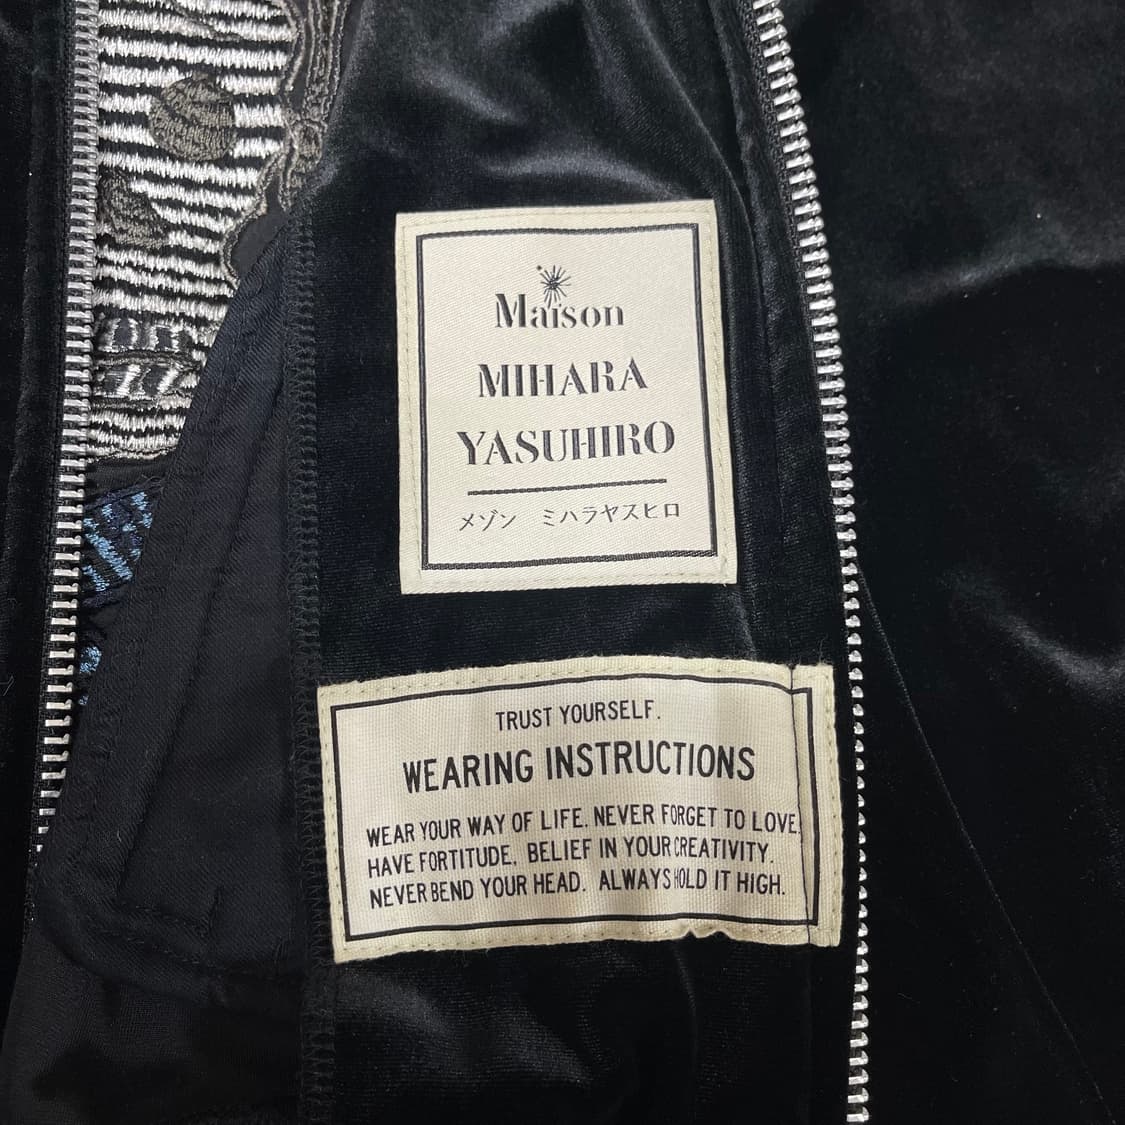 Maison
MIHARA
YASUHIRO
メゾン ミハラヤスヒロ
TRUST YOURSELF.
WEARING INSTRUCTIONS
WEAR YOUR WAY OF LIFE. NEVER FORGET TO LOVE.
HAVE FORTITUDE. BELIEF IN YOUR CREATIVITY.
NEVER BEND YOUR HEAD. ALWAYS HOLD IT HIGH.